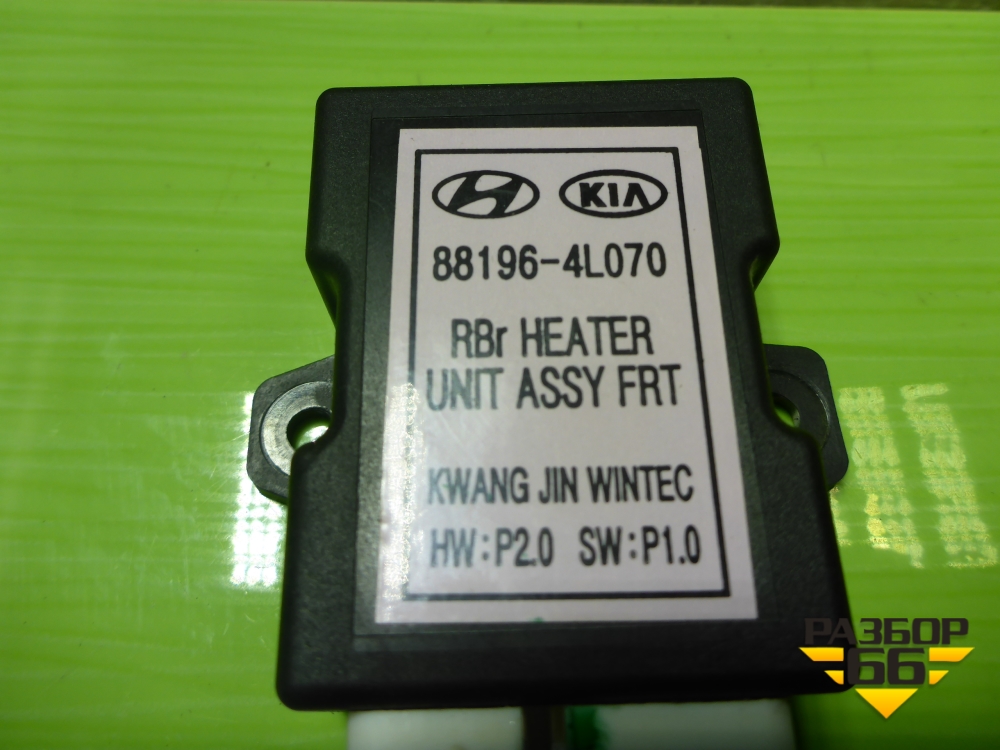 KIA
88196-4L070
RBr HEATER
UNIT ASSY FRT
KWANG JIN WINTEC
HW:P2.0 SW:P1.0
РАЗБОР
66